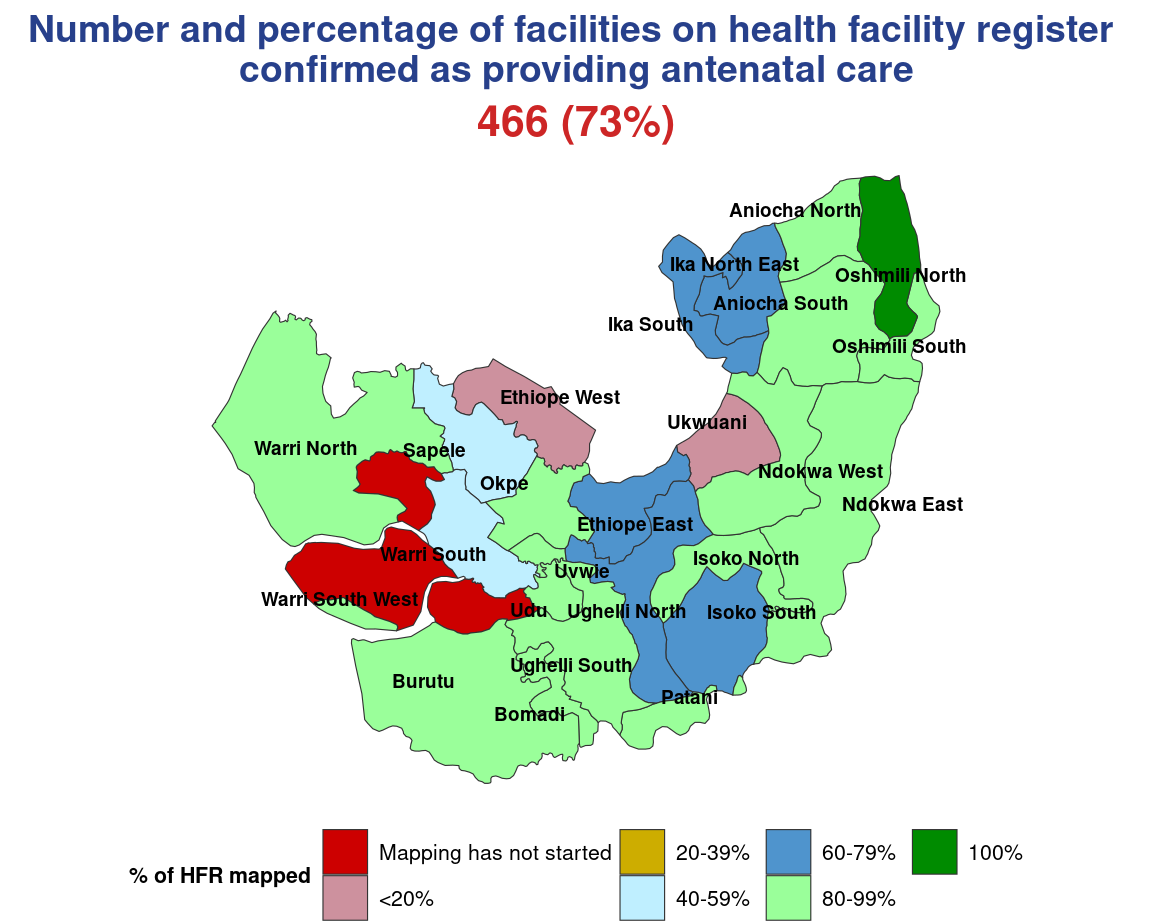 Number and percentage of facilities on health facility register
confirmed as providing antenatal care
466 (73%)
Aniocha North
Ika North East
Oshimili North
Aniocha South
Ika South
Oshimili South
Ethiope West
Ukwuani
Warri North
Sapele
Ndokwa West
Okpe
Ndokwa East
Ethiope East
Warri South
Isoko North
Uvwie
Warri South West
Udu
Ughelli North
Isoko South
Ughelli South
Burutu
Patani
Bomadi
% of HFR mapped
Mapping has not started
<20%
20-39%
40-59%
60-79%
80-99%
100%